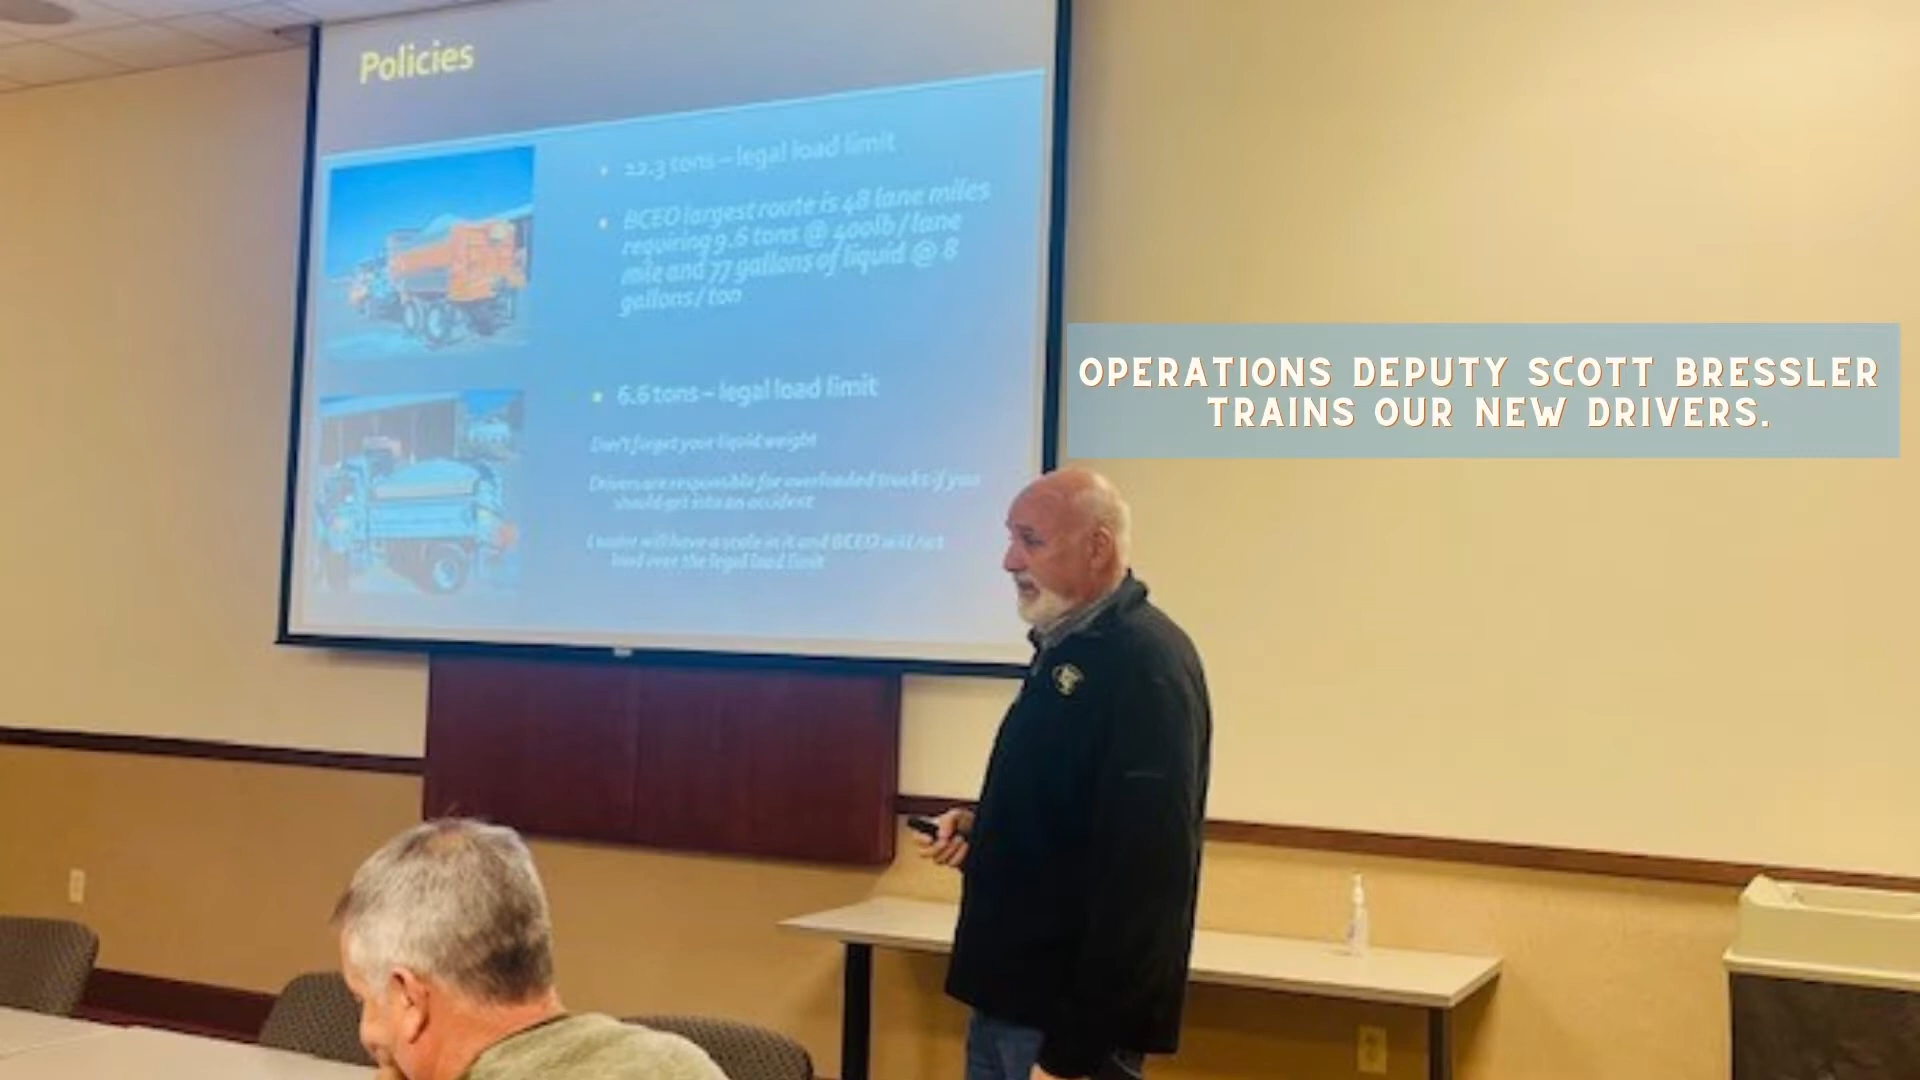 Policies
22.3 tons – legal load limit
BCEO largest route is 48 lane miles
requiring 9.6 tons @ 400lb / lane
mile and 77 gallons of liquid @ 8
gallons / ton
6.6 tons – legal load limit
Don't forget your liquid weight
Drivers are responsible for overloaded trucks if you
should get into an accident
Loader will have a scale in it and BCEO will not
load over the legal load limit
OPERATIONS DEPUTY SCOTT BRESSLER
TRAINS OUR NEW DRIVERS.